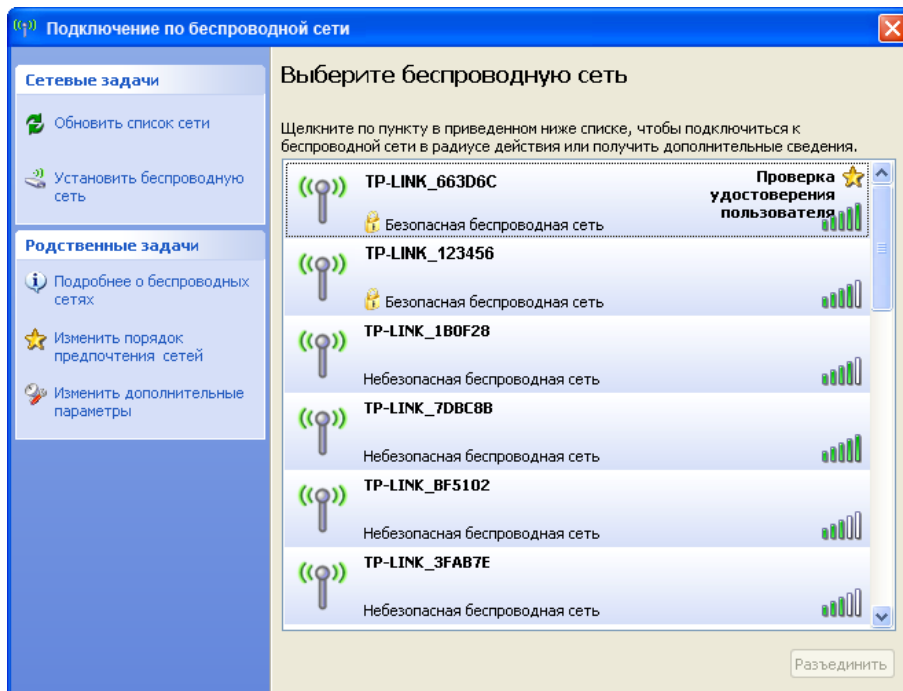 Подключение по беспроводной сети
Сетевые задачи
Обновить список сети
Установить беспроводную
сеть
Родственные задачи
Подробнее о беспроводных
сетях
Изменить порядок
предпочтения сетей
Изменить дополнительные
параметры
Выберите беспроводную сеть
Щелкните по пункту в приведенном ниже списке, чтобы подключиться к
беспроводной сети в радиусе действия или получить дополнительные сведения.
TP-LINK_663D6C
Проверка
удостоверения
пользователя
Безопасная беспроводная сеть
TP-LINK_123456
Безопасная беспроводная сеть
TP-LINK_1B0F28
Небезопасная беспроводная сеть
TP-LINK_7DBC8B
Небезопасная беспроводная сеть
TP-LINK_BF5102
Небезопасная беспроводная сеть
TP-LINK_3FAB7E
Небезопасная беспроводная сеть
Разъединить